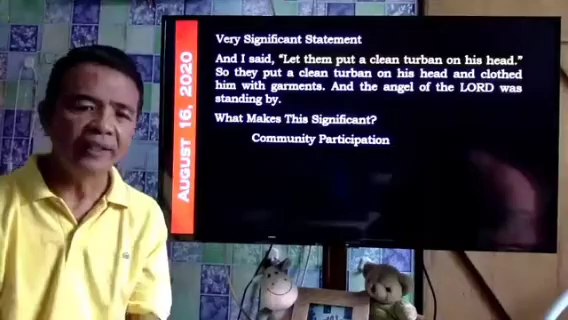 AUGUST 16, 2020
Very Significant Statement
And I said, “Let them put a clean turban on his head.”
So they put a clean turban on his head and clothed
him with garments. And the angel of the LORD was
standing by.
What Makes This Significant?
Community Participation